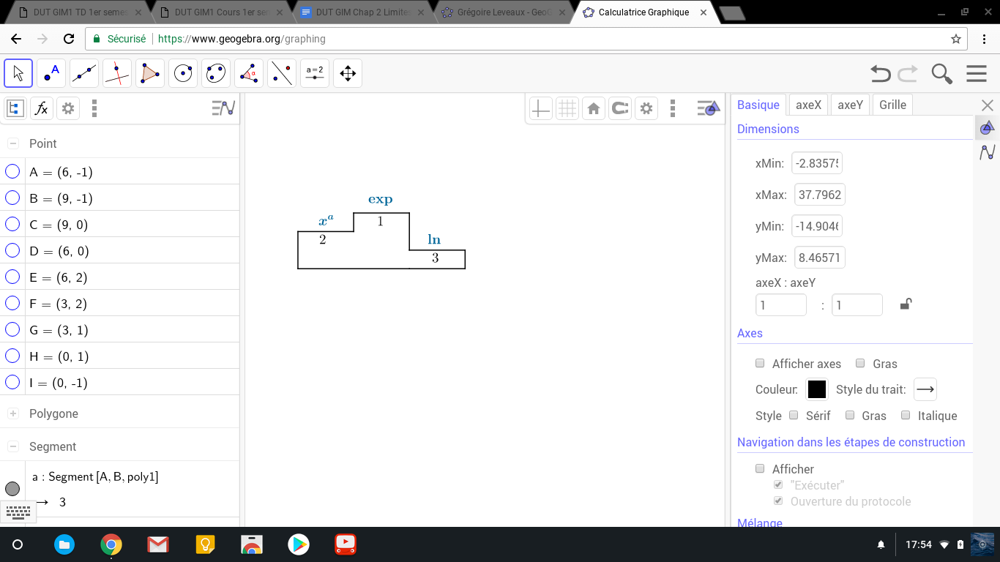 DUT GIM1 TD 1er semes
DUT GIM1 Cours 1er sem
DUT GIM Chap 2 Limites
Grégoire Leveaux - GeoG
Calculatrice Graphique
Sécurisé
https://www.geogebra.org/graphing
A
α
a=2
fx
Basique
axeX
axeY
Grille
Point
A = (6, -1)
B = (9, -1)
C = (9, 0)
D = (6, 0)
E = (6, 2)
F = (3, 2)
G = (3, 1)
H = (0, 1)
I = (0, -1)
Polygone
Segment
a : Segment [A, B, poly1]
→ 3
exp
xᵃ
1
2
ln
3
Dimensions
xMin: -2.8357
xMax: 37.7962
yMin: -14.9046
yMax: 8.46571
axeX : axeY
1 : 1
Axes
Afficher axes
Gras
Couleur:
Style du trait:
Style
Sérif
Gras
Italique
Navigation dans les étapes de construction
Afficher
"Exécuter"
Ouverture du protocole
Mélange
17:54